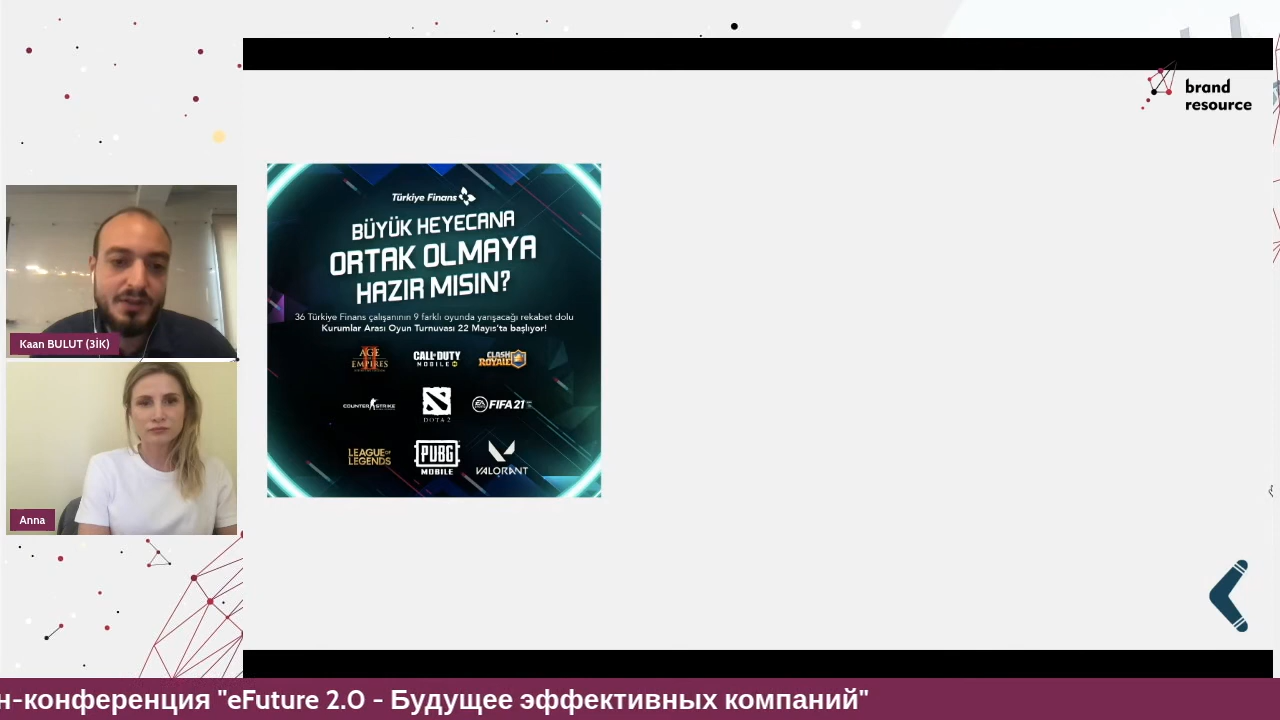 brand
resource
Türkiye Finans
BÜYÜK HEYECANA
ORTAK OLMAYA
HAZIR MISIN?
36 Türkiye Finans çalışanının 9 farklı oyunda yarışacağı rekabet dolu
Kurumlar Arası Oyun Turnuvası 22 Mayıs'ta başlıyor!
AGE OF EMPIRES II
CALL OF DUTY
MOBILE
CLASH
ROYALE
COUNTER STRIKE
DOTA 2
EA SPORTS FIFA 21
LEAGUE OF
LEGENDS
PUBG
MOBILE
VALORANT
Kaan BULUT (3İK)
Anna
н-конференция "eFuture 2.0 - Будущее эффективных компаний"